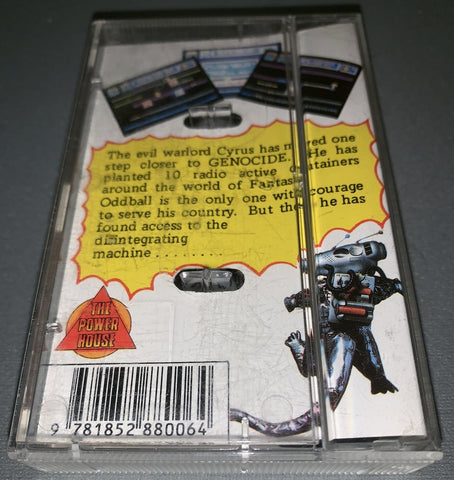 The evil warlord Cyrus has moved one
step closer to GENOCIDE. He has
planted 10 radio active containers
around the world of
Oddball is the only one with courage
to serve his country. But then he has
found access to the
disintegrating
machine........
THE
POWER
HOUSE
9 781852 880064